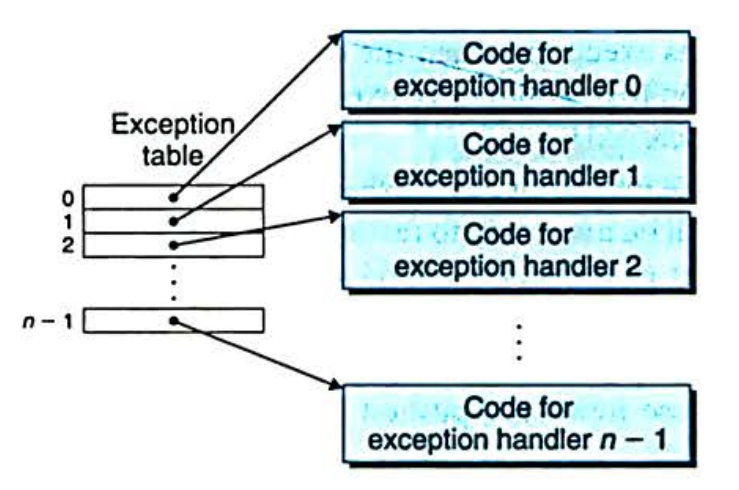 Exception
table
0
1
2
n − 1
Code for
exception handler 0
Code for
exception handler 1
Code for
exception handler 2
Code for
exception handler n − 1